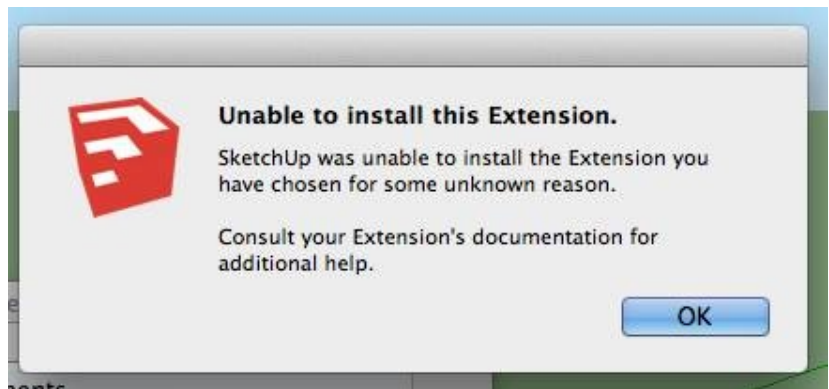 Unable to install this Extension.
SketchUp was unable to install the Extension you
have chosen for some unknown reason.
Consult your Extension's documentation for
additional help.
OK